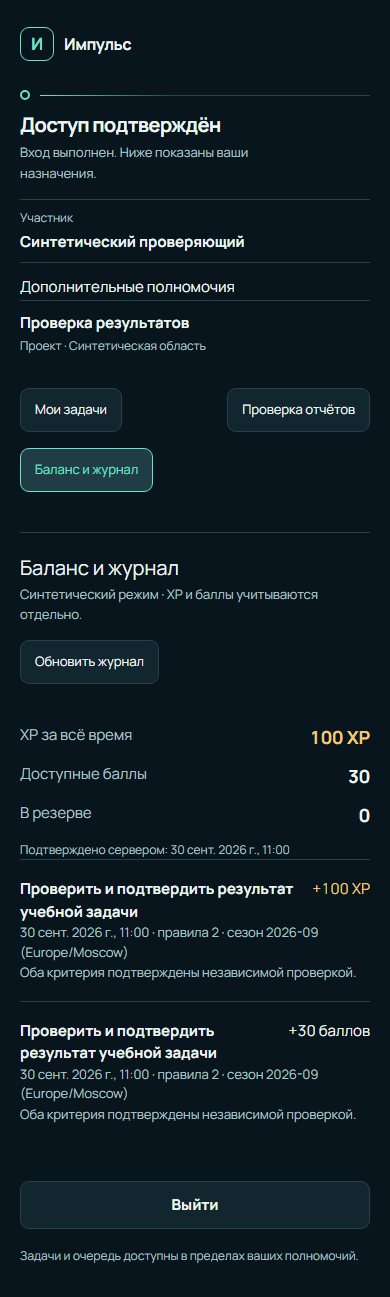 И Импульс
Доступ подтверждён
Вход выполнен. Ниже показаны ваши
назначения.
Участник
Синтетический проверяющий
Дополнительные полномочия
Проверка результатов
Проект · Синтетическая область
Мои задачи Проверка отчётов
Баланс и журнал
Баланс и журнал
Синтетический режим · XP и баллы учитываются
отдельно.
Обновить журнал
XP за всё время 100 XP
Доступные баллы 30
В резерве 0
Подтверждено сервером: 30 сент. 2026 г., 11:00
Проверить и подтвердить результат +100 XP
учебной задачи
30 сент. 2026 г., 11:00 · правила 2 · сезон 2026-09
(Europe/Moscow)
Оба критерия подтверждены независимой проверкой.
Проверить и подтвердить +30 баллов
результат учебной задачи
30 сент. 2026 г., 11:00 · правила 2 · сезон 2026-09
(Europe/Moscow)
Оба критерия подтверждены независимой проверкой.
Выйти
Задачи и очередь доступны в пределах ваших полномочий.